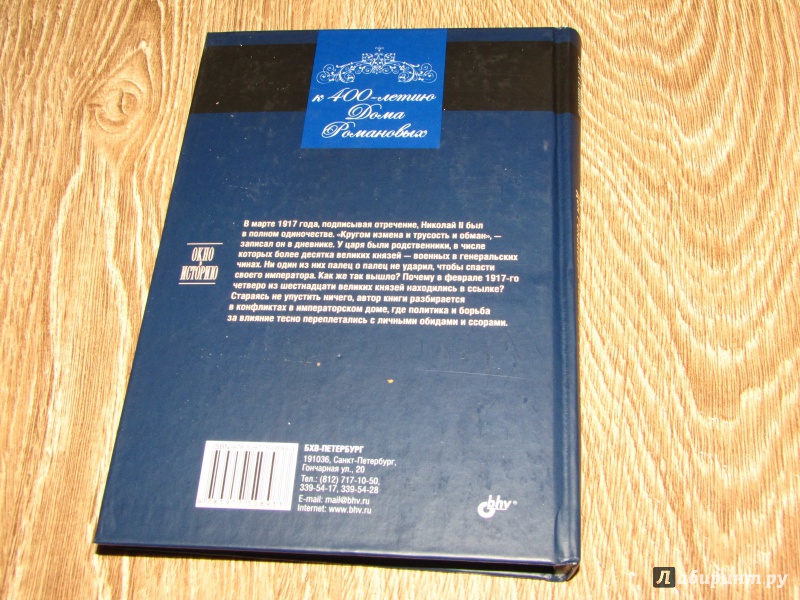 к 400-летию
Дома
Романовых
ОКНО
В
ИСТОРИЮ
В марте 1917 года, подписывая отречение, Николай II был
в полном одиночестве. «Кругом измена и трусость и обман», —
записал он в дневнике. У царя были родственники, в числе
которых более десятка великих князей — военных в генеральских
чинах. Ни один из них палец о палец не ударил, чтобы спасти
своего императора. Как же так вышло? Почему в феврале 1917-го
четверо из шестнадцати великих князей находились в ссылке?
Стараясь не упустить ничего, автор книги разбирается
в конфликтах в императорском доме, где политика и борьба
за влияние тесно переплетались с личными обидами и ссорами.
БХВ-ПЕТЕРБУРГ
191036, Санкт-Петербург,
Гончарная ул., 20
Тел.: (812) 717-10-50,
339-54-17, 339-54-28
E-mail: mail@bhv.ru
Internet: www.bhv.ru
bhv®
Лабиринт.ру